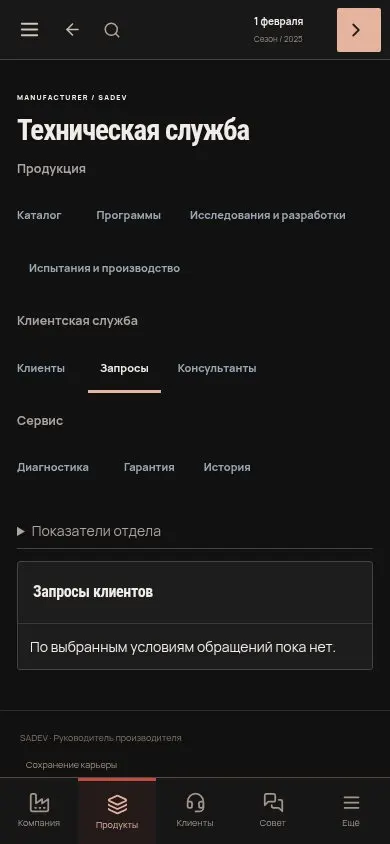 1 февраля
Сезон / 2025
MANUFACTURER / SADEV
Техническая служба
Продукция
Каталог Программы Исследования и разработки
Испытания и производство
Клиентская служба
Клиенты Запросы Консультанты
Сервис
Диагностика Гарантия История
Показатели отдела
Запросы клиентов
По выбранным условиям обращений пока нет.
SADEV · Руководитель производителя
Сохранение карьеры
Компания Продукты Клиенты Совет Ещё